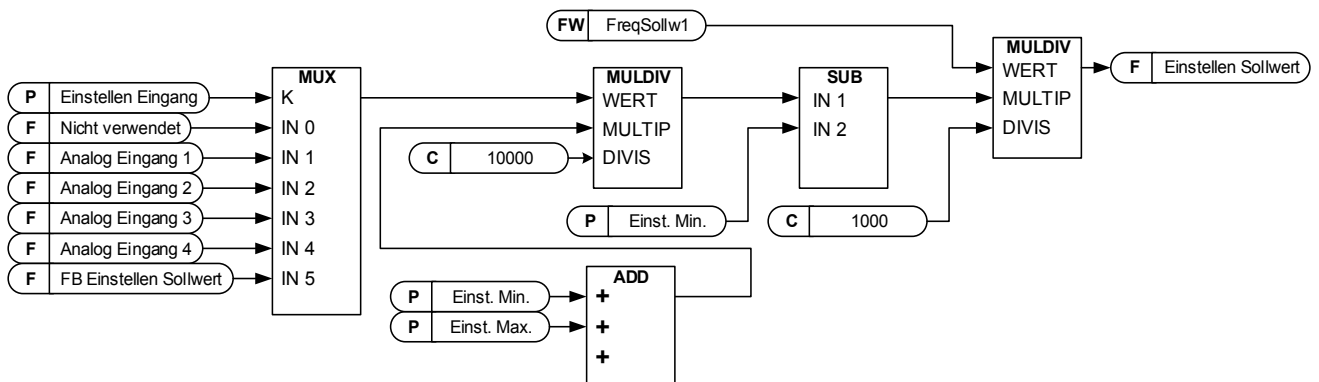 FW FreqSollw1
MUX
MULDIV
SUB
MULDIV
P Einstellen Eingang
K
WERT
IN 1
WERT
F Einstellen Sollwert
F Nicht verwendet
IN 0
MULTIP
IN 2
MULTIP
F Analog Eingang 1
IN 1
C 10000
DIVIS
DIVIS
F Analog Eingang 2
IN 2
F Analog Eingang 3
IN 3
P Einst. Min.
C 1000
F Analog Eingang 4
IN 4
F FB Einstellen Sollwert
IN 5
ADD
P Einst. Min.
+
P Einst. Max.
+
+